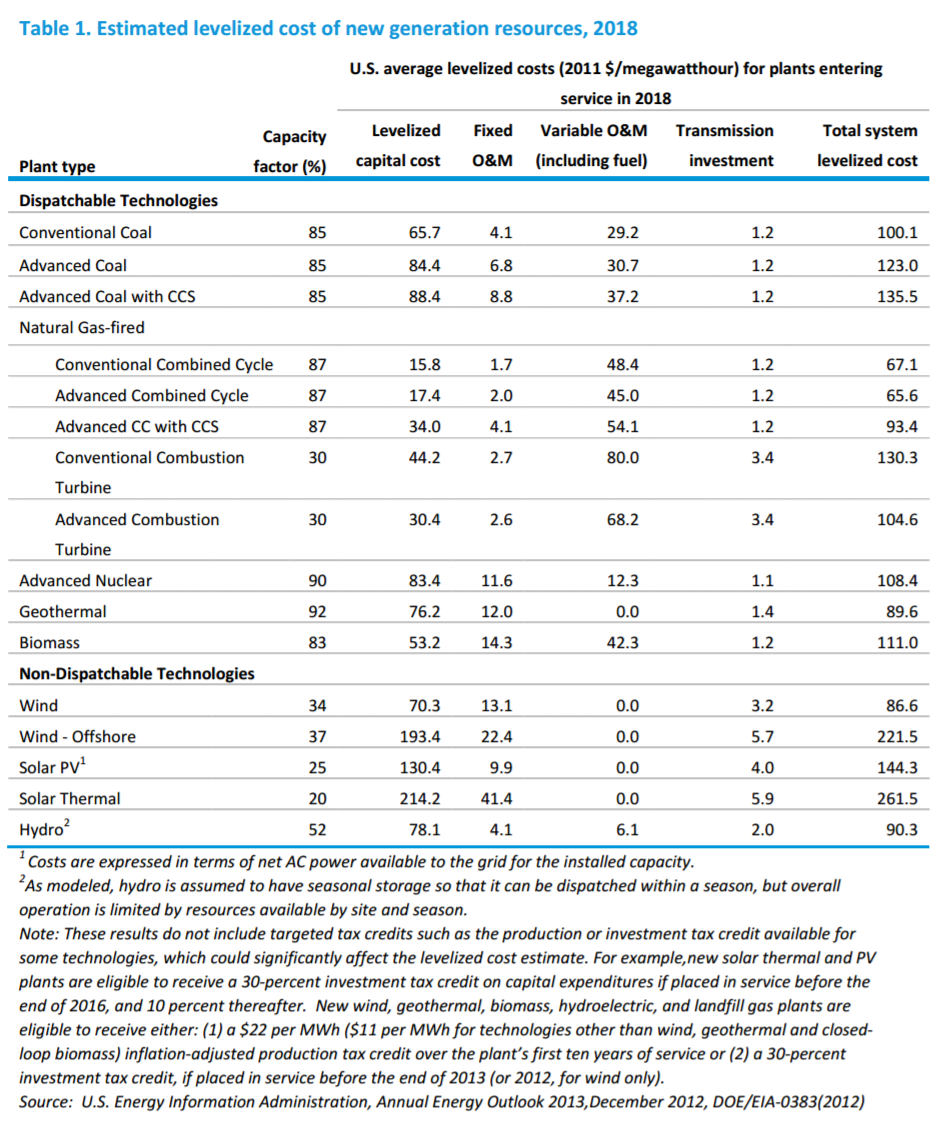 Table 1. Estimated levelized cost of new generation resources, 2018
U.S. average levelized costs (2011 $/megawatthour) for plants entering
service in 2018
Plant type Capacity factor (%) Levelized capital cost Fixed O&M Variable O&M (including fuel) Transmission investment Total system levelized cost
Dispatchable Technologies
Conventional Coal 85 65.7 4.1 29.2 1.2 100.1
Advanced Coal 85 84.4 6.8 30.7 1.2 123.0
Advanced Coal with CCS 85 88.4 8.8 37.2 1.2 135.5
Natural Gas-fired
Conventional Combined Cycle 87 15.8 1.7 48.4 1.2 67.1
Advanced Combined Cycle 87 17.4 2.0 45.0 1.2 65.6
Advanced CC with CCS 87 34.0 4.1 54.1 1.2 93.4
Conventional Combustion 30 44.2 2.7 80.0 3.4 130.3
Turbine
Advanced Combustion 30 30.4 2.6 68.2 3.4 104.6
Turbine
Advanced Nuclear 90 83.4 11.6 12.3 1.1 108.4
Geothermal 92 76.2 12.0 0.0 1.4 89.6
Biomass 83 53.2 14.3 42.3 1.2 111.0
Non-Dispatchable Technologies
Wind 34 70.3 13.1 0.0 3.2 86.6
Wind - Offshore 37 193.4 22.4 0.0 5.7 221.5
Solar PV¹ 25 130.4 9.9 0.0 4.0 144.3
Solar Thermal 20 214.2 41.4 0.0 5.9 261.5
Hydro² 52 78.1 4.1 6.1 2.0 90.3
¹ Costs are expressed in terms of net AC power available to the grid for the installed capacity.
²As modeled, hydro is assumed to have seasonal storage so that it can be dispatched within a season, but overall
operation is limited by resources available by site and season.
Note: These results do not include targeted tax credits such as the production or investment tax credit available for
some technologies, which could significantly affect the levelized cost estimate. For example,new solar thermal and PV
plants are eligible to receive a 30-percent investment tax credit on capital expenditures if placed in service before the
end of 2016, and 10 percent thereafter. New wind, geothermal, biomass, hydroelectric, and landfill gas plants are
eligible to receive either: (1) a $22 per MWh ($11 per MWh for technologies other than wind, geothermal and closed-
loop biomass) inflation-adjusted production tax credit over the plant's first ten years of service or (2) a 30-percent
investment tax credit, if placed in service before the end of 2013 (or 2012, for wind only).
Source: U.S. Energy Information Administration, Annual Energy Outlook 2013,December 2012, DOE/EIA-0383(2012)